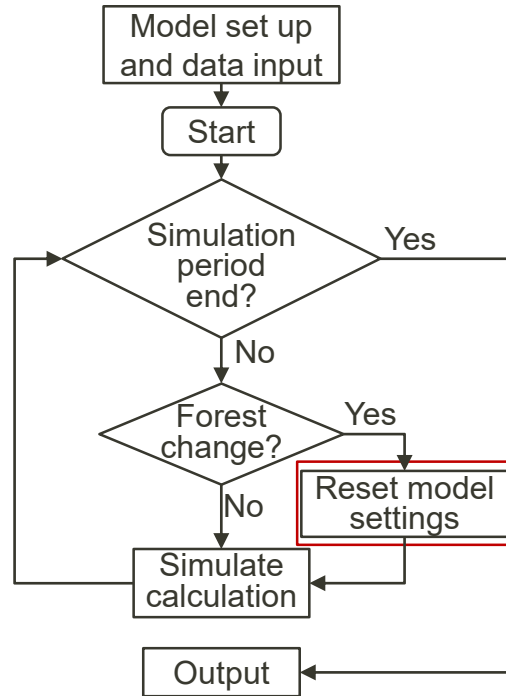 Model set up
and data input
Start
Simulation
period
end?
Yes
No
Forest
change?
Yes
No
Reset model
settings
Simulate
calculation
Output